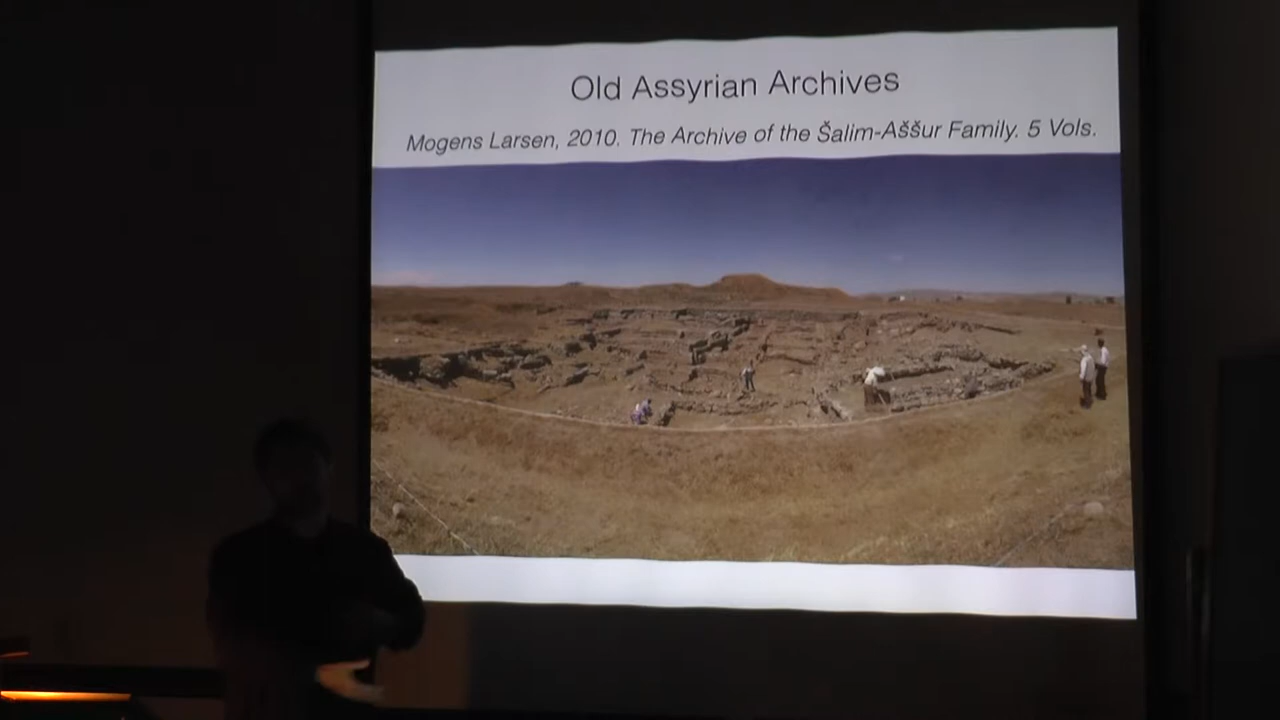 Old Assyrian Archives
Mogens Larsen, 2010. The Archive of the Šalim-Aššur Family. 5 Vols.